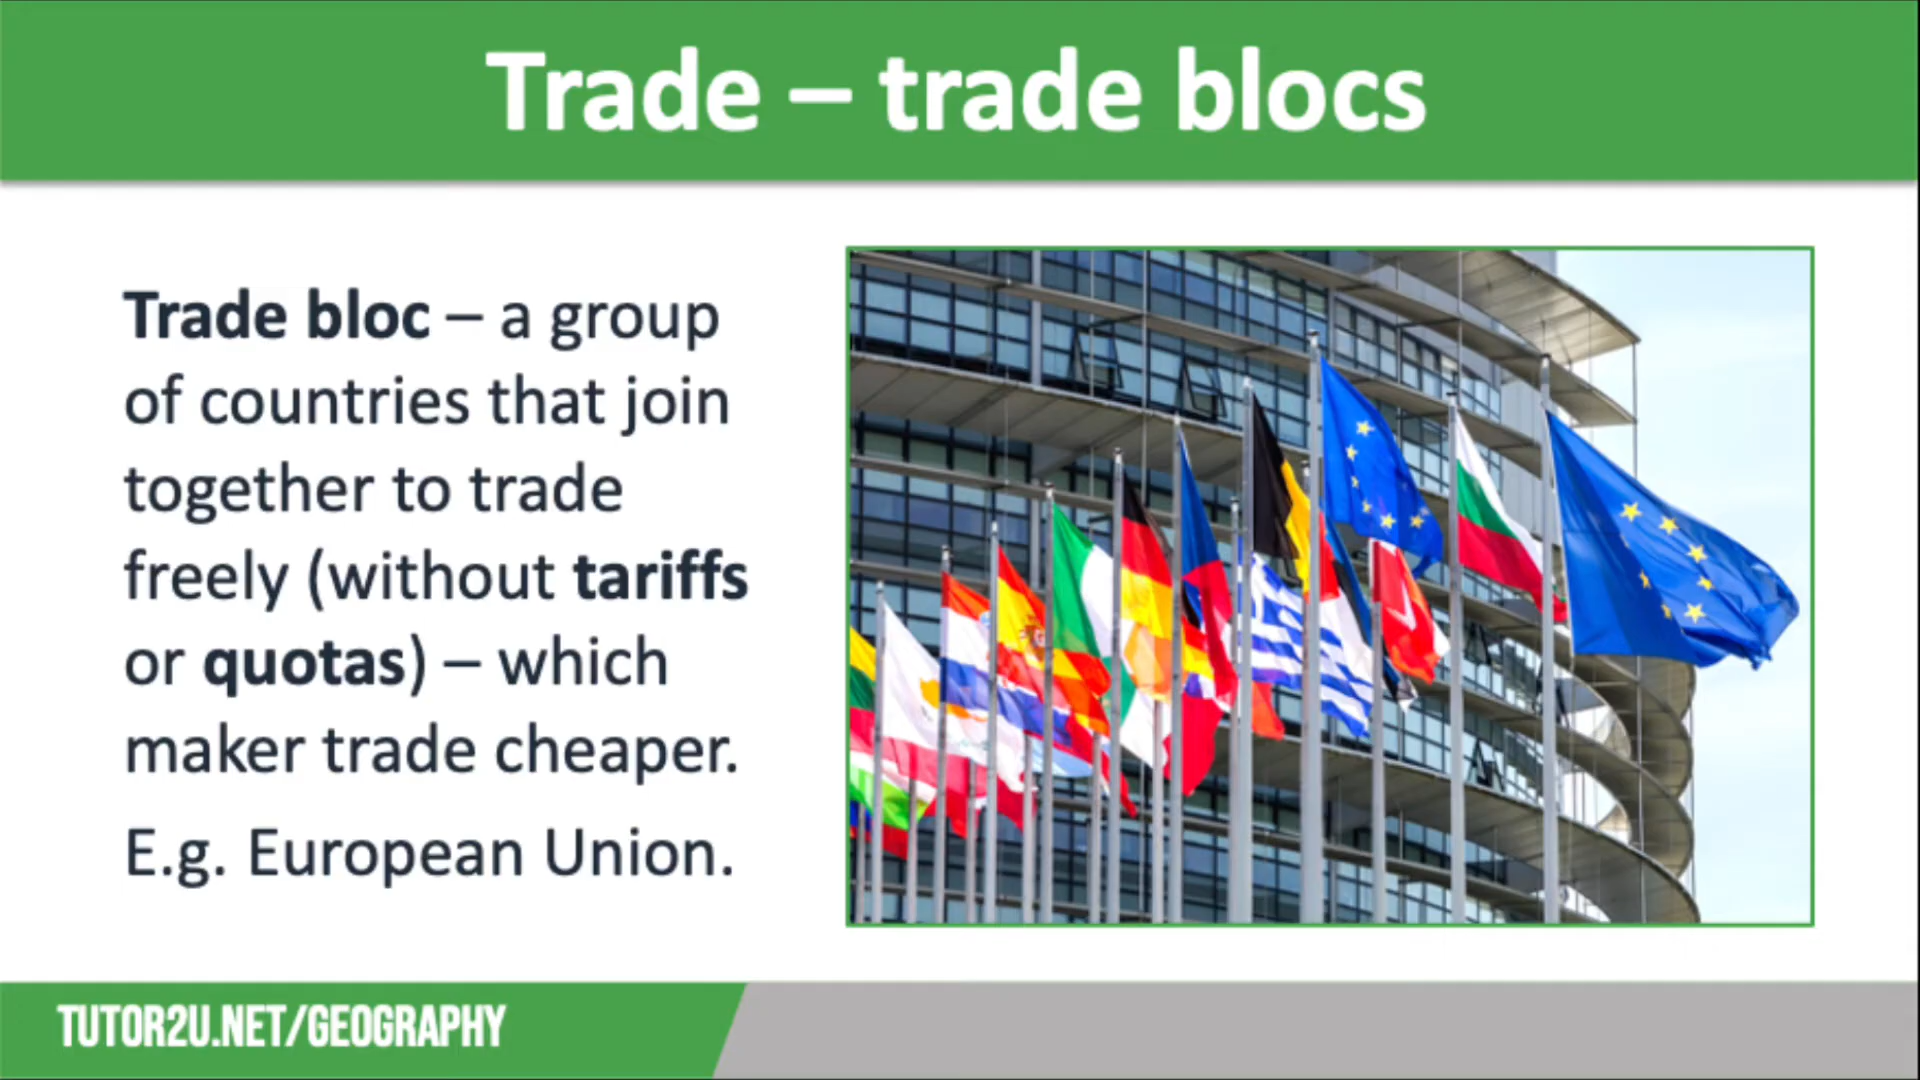 Trade – trade blocs
Trade bloc – a group
of countries that join
together to trade
freely (without tariffs
or quotas) – which
maker trade cheaper.
E.g. European Union.
TUTOR2U.NET/GEOGRAPHY